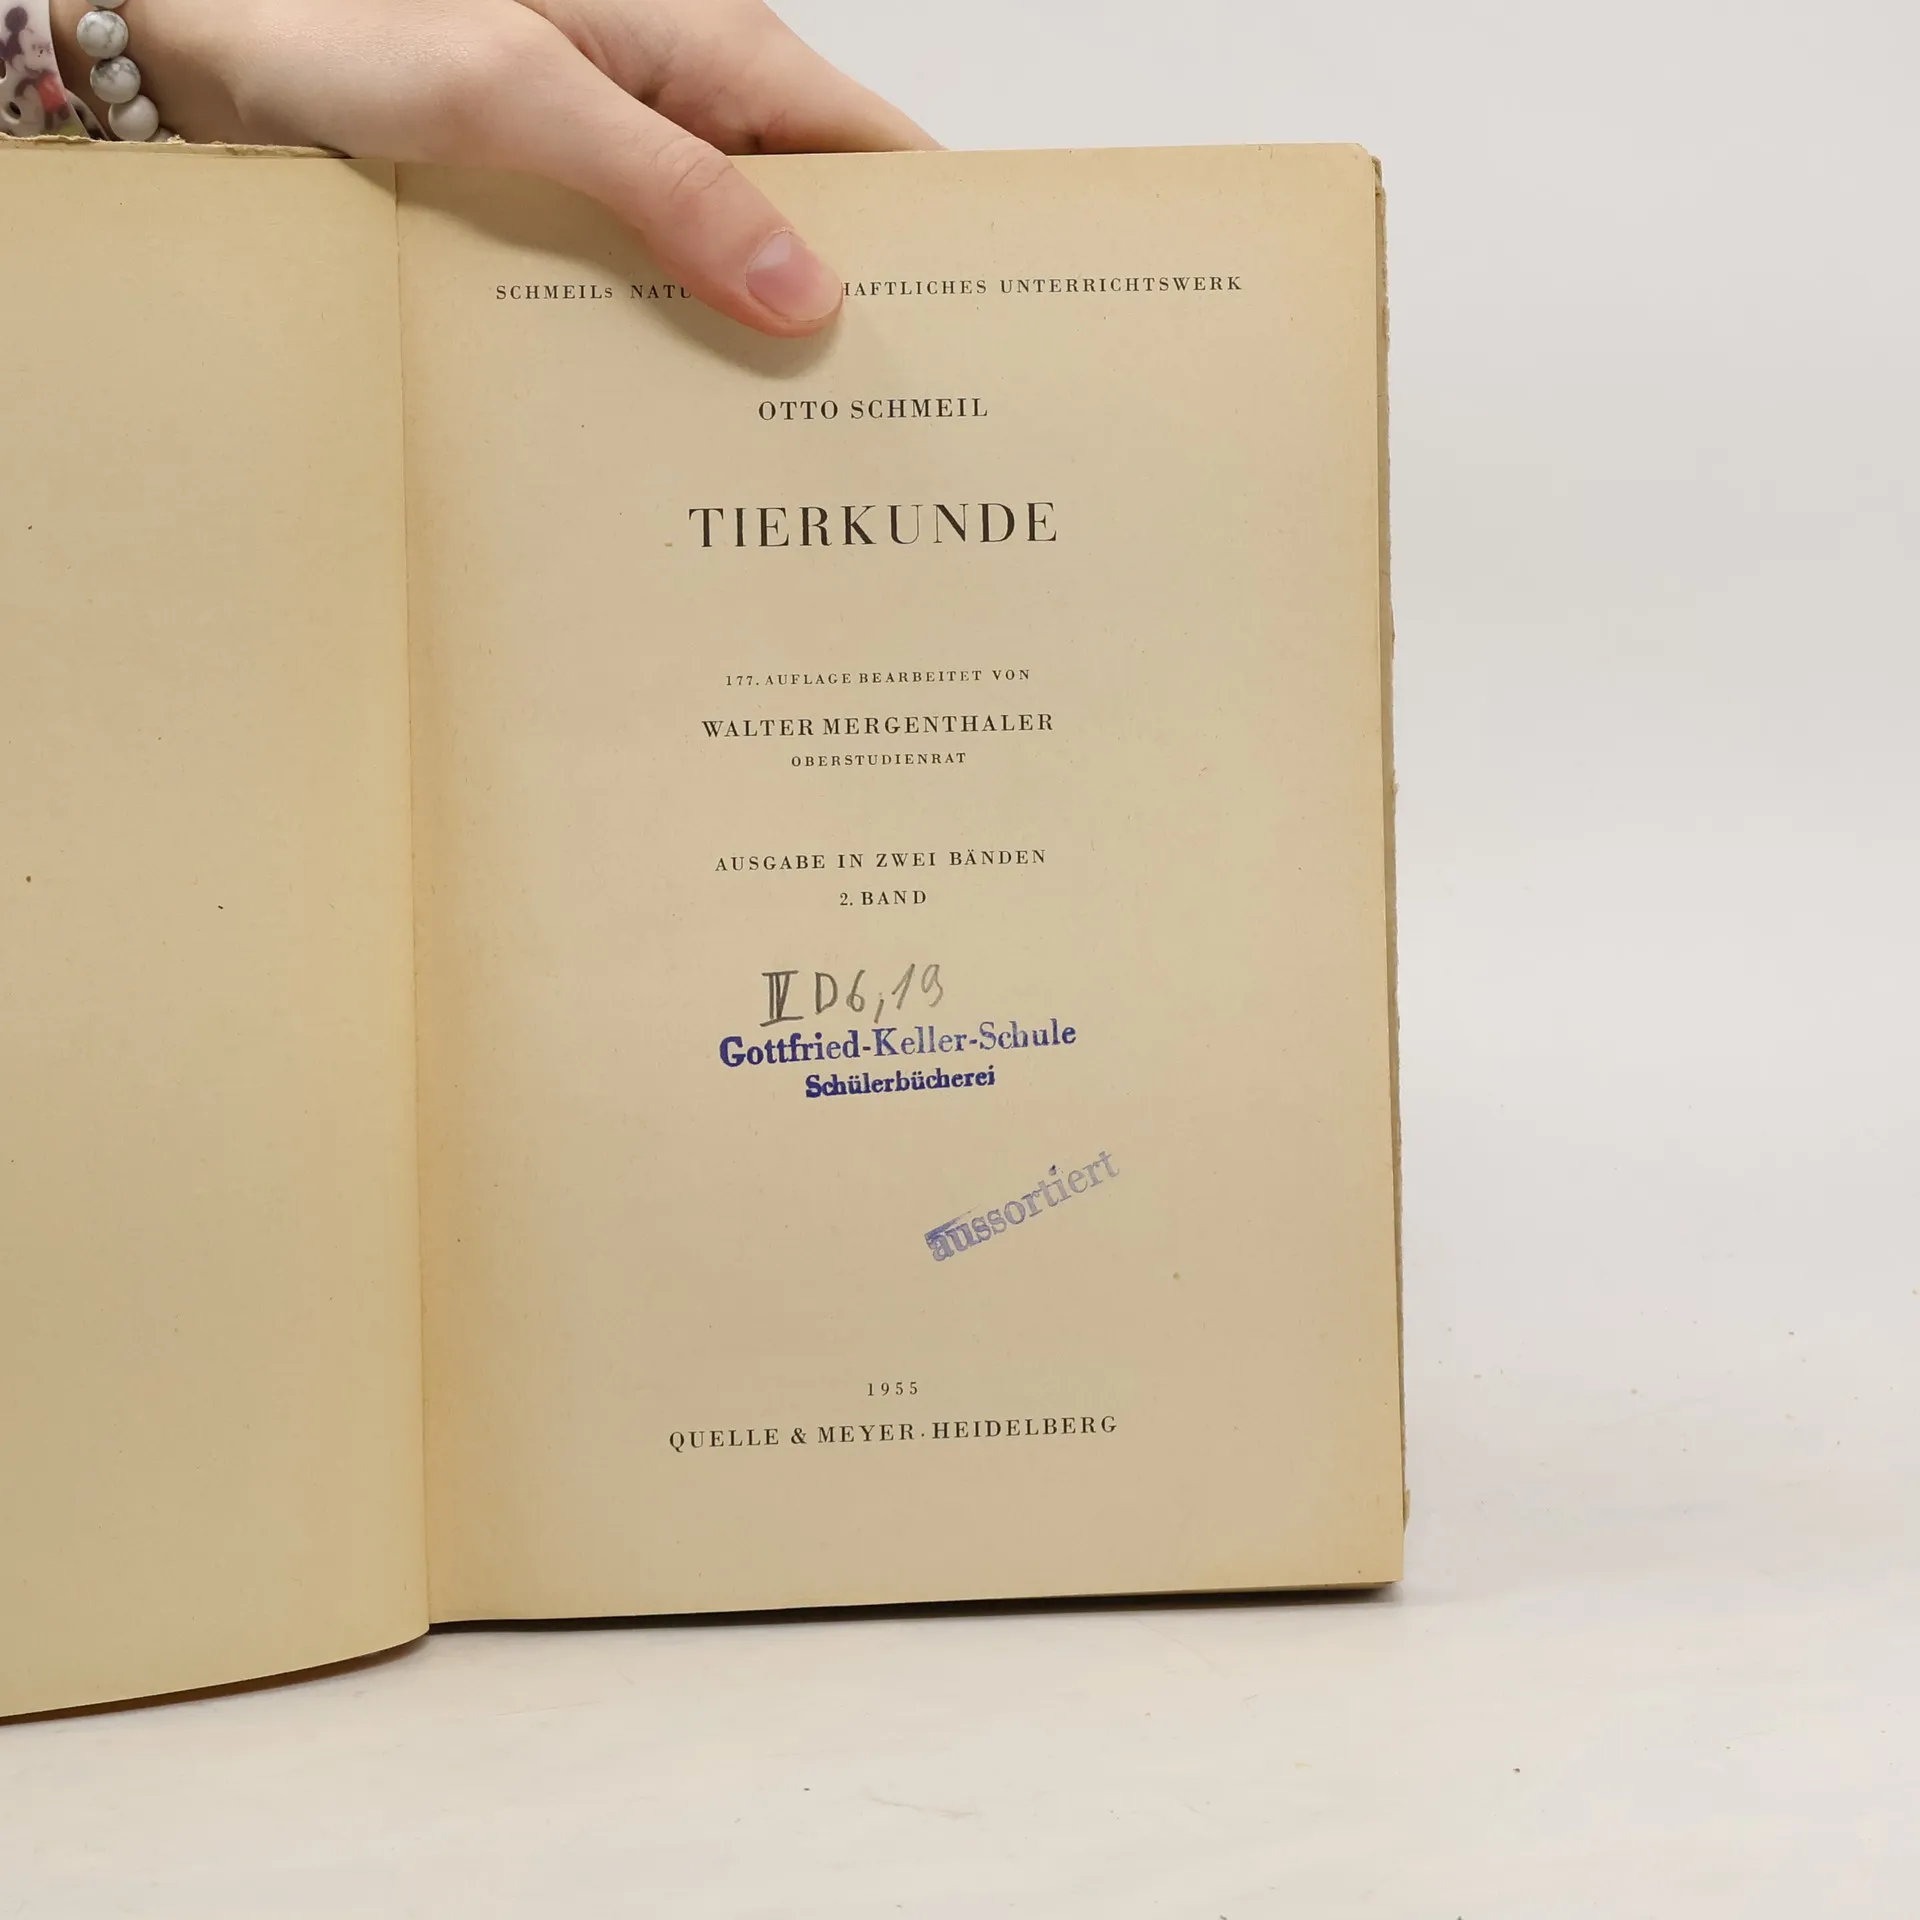 SCHMEILs NATU HAFTLICHES UNTERRICHTSWERK
OTTO SCHMEIL
TIERKUNDE
177. AUFLAGE BEARBEITET VON
WALTER MERGENTHALER
OBERSTUDIENRAT
AUSGABE IN ZWEI BÄNDEN
2. BAND
IV D6,19
Gottfried-Keller-Schule
Schülerbücherei
aussortiert
1955
QUELLE & MEYER · HEIDELBERG